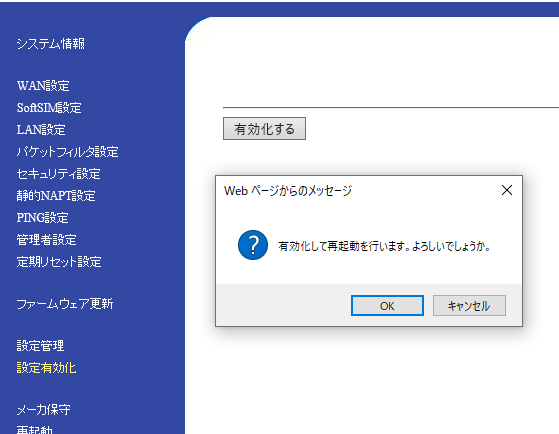 システム情報
WAN設定
SoftSIM設定
LAN設定
パケットフィルタ設定
セキュリティ設定
静的NAPT設定
PING設定
管理者設定
定期リセット設定
ファームウェア更新
設定管理
設定有効化
メーカ保守
再起動
有効化する
Web ページからのメッセージ
有効化して再起動を行います。よろしいでしょうか。
OK
キャンセル